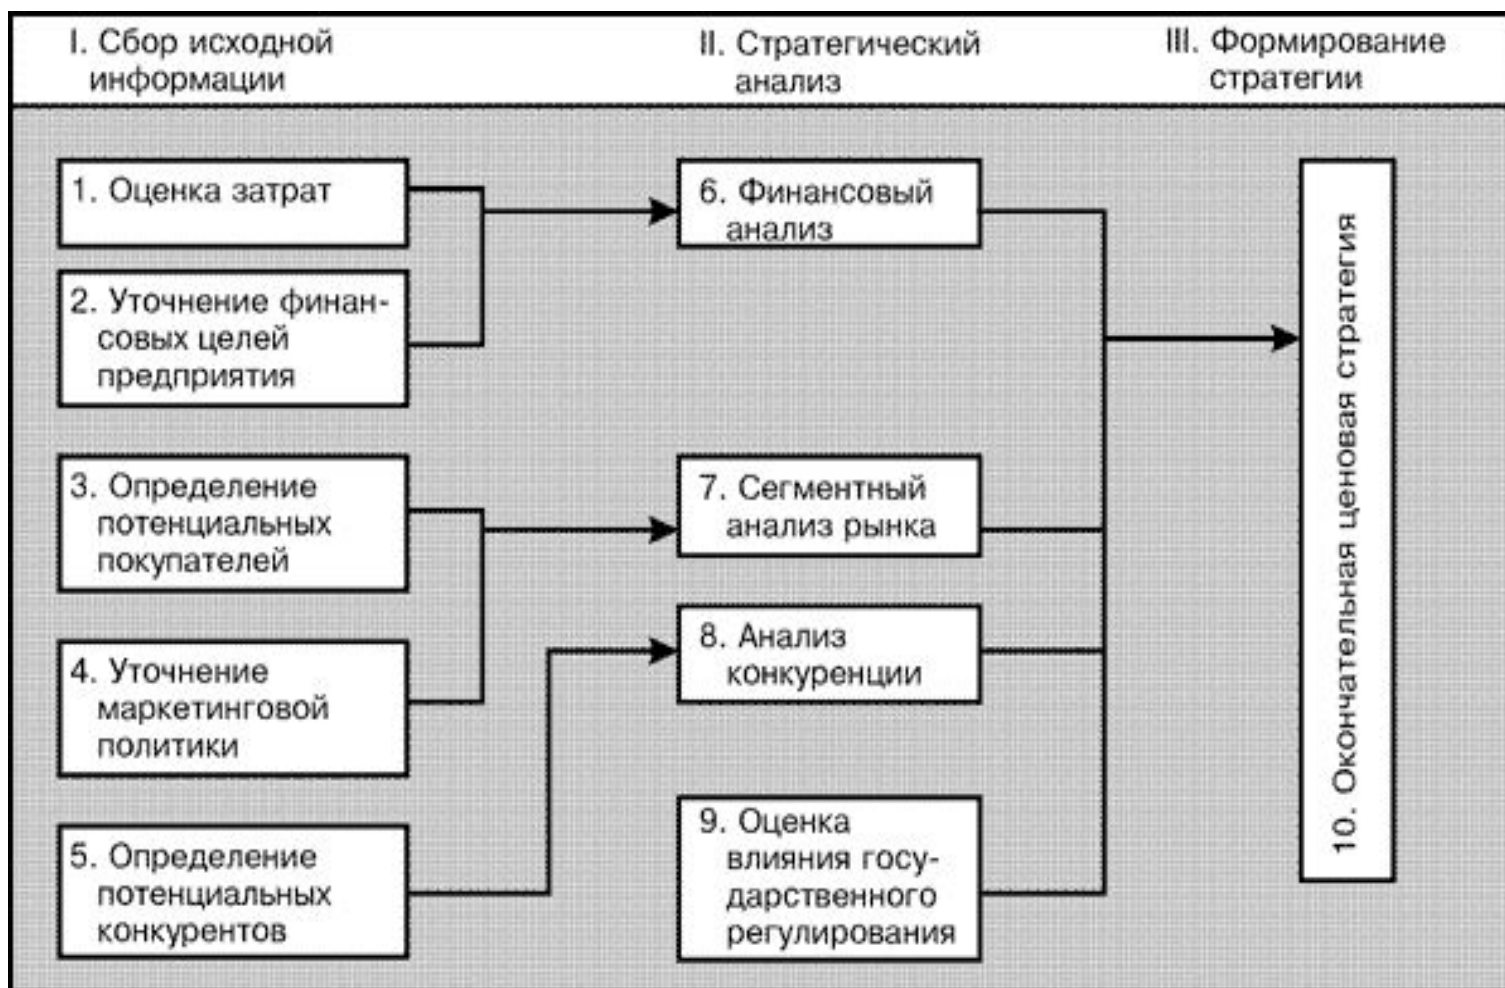 I. Сбор исходной
информации
II. Стратегический
анализ
III. Формирование
стратегии
1. Оценка затрат
2. Уточнение финан-
совых целей
предприятия
3. Определение
потенциальных
покупателей
4. Уточнение
маркетинговой
политики
5. Определение
потенциальных
конкурентов
6. Финансовый
анализ
7. Сегментный
анализ рынка
8. Анализ
конкуренции
9. Оценка
влияния госу-
дарственного
регулирования
10. Окончательная ценовая стратегия